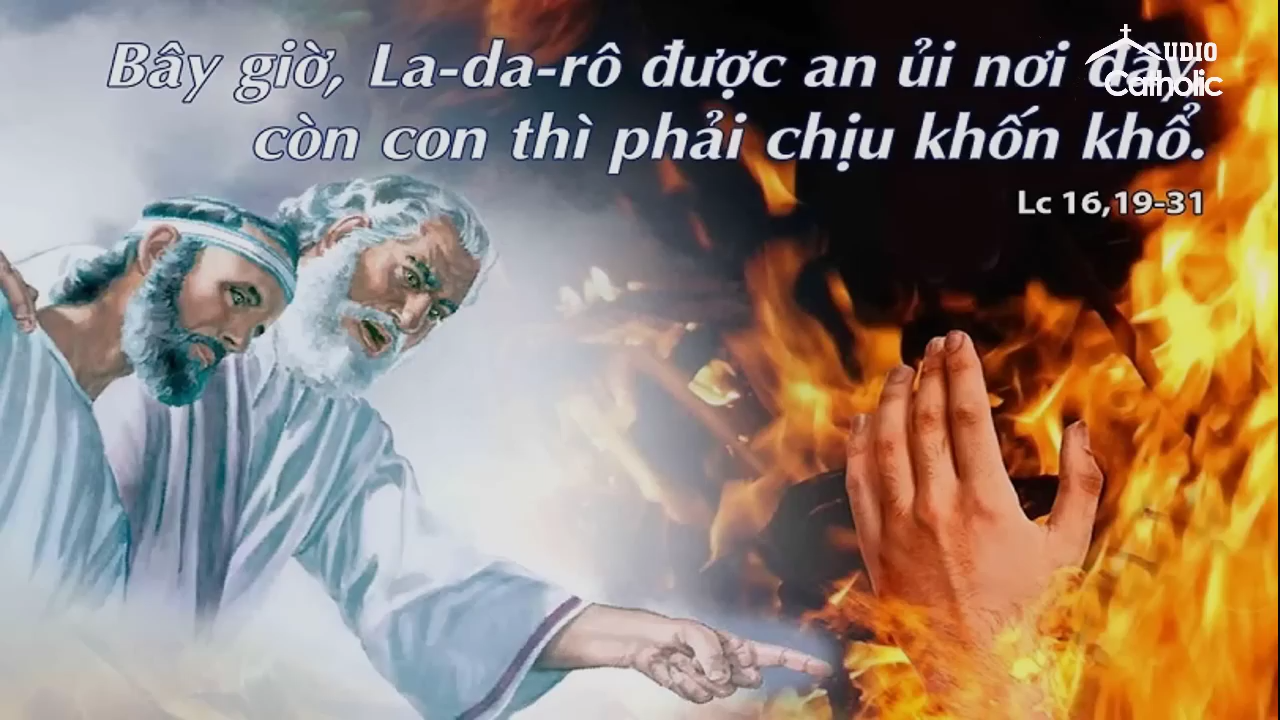 Bây giờ, La-da-rô được an ủi nơi đây,
còn con thì phải chịu khốn khổ.
Lc 16,19-31
AUDIO
Catholic